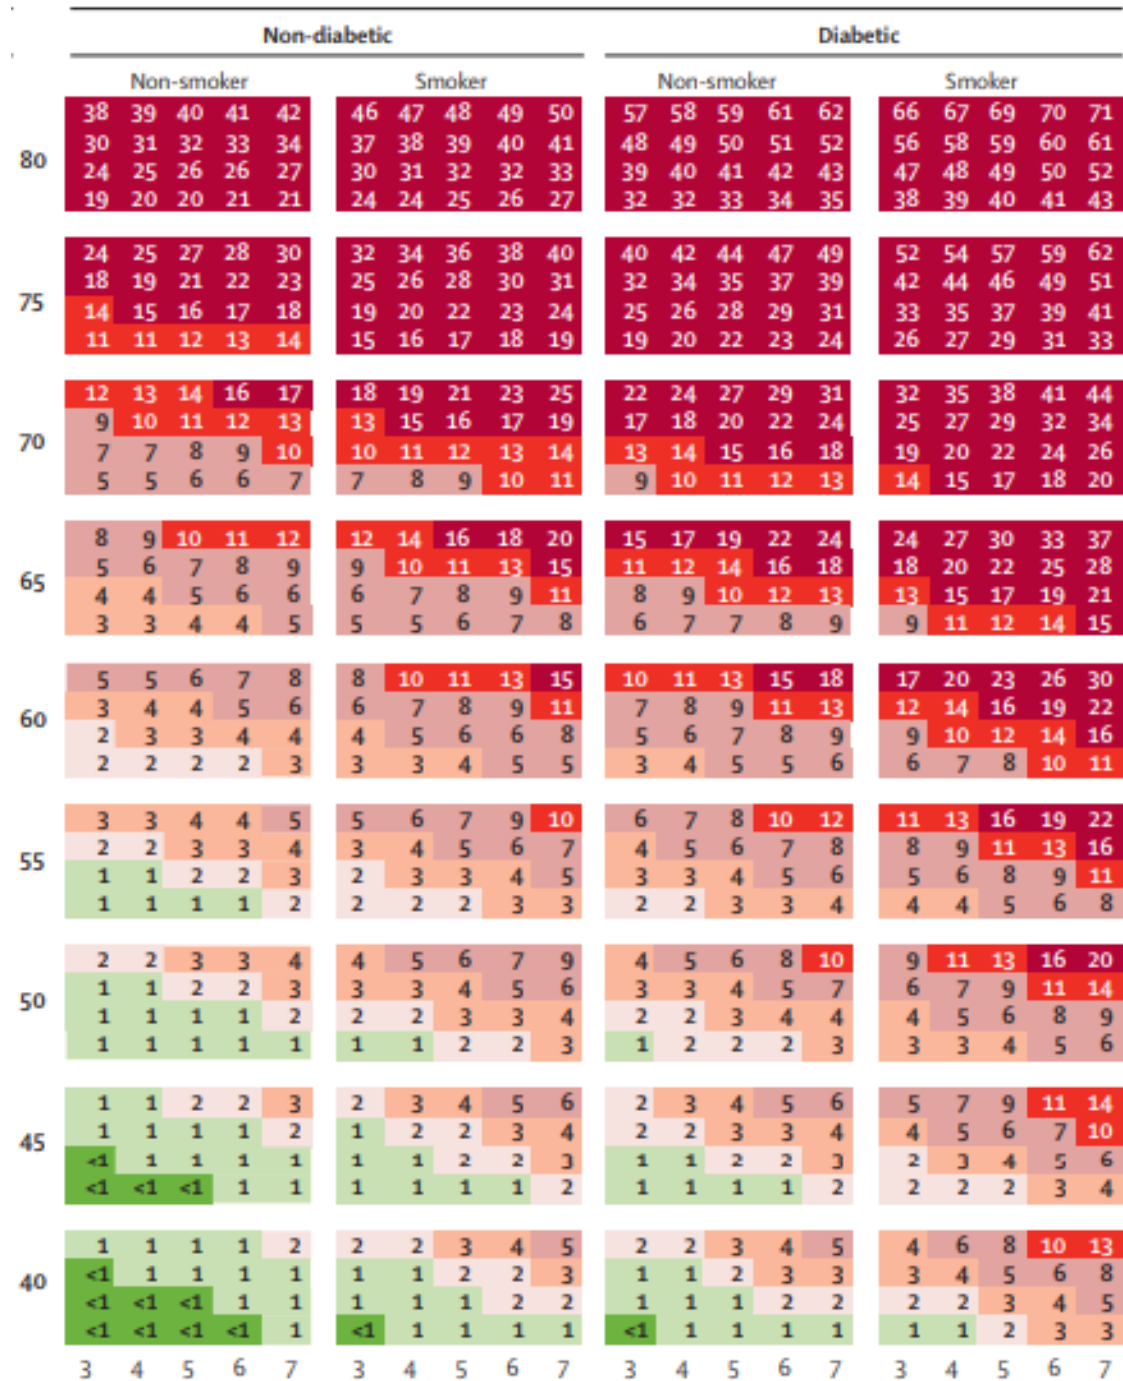 Non-diabetic Diabetic
Non-smoker Smoker Non-smoker Smoker
38 39 40 41 42 46 47 48 49 50 57 58 59 61 62 66 67 69 70 71
30 31 32 33 34 37 38 39 40 41 48 49 50 51 52 56 58 59 60 61
80
24 25 26 26 27 30 31 32 32 33 39 40 41 42 43 47 48 49 50 52
19 20 20 21 21 24 24 25 26 27 32 32 33 34 35 38 39 40 41 43
24 25 27 28 30 32 34 36 38 40 40 42 44 47 49 52 54 57 59 62
18 19 21 22 23 25 26 28 30 31 32 34 35 37 39 42 44 46 49 51
75
14 15 16 17 18 19 20 22 23 24 25 26 28 29 31 33 35 37 39 41
11 11 12 13 14 15 16 17 18 19 19 20 22 23 24 26 27 29 31 33
12 13 14 16 17 18 19 21 23 25 22 24 27 29 31 32 35 38 41 44
9 10 11 12 13 13 15 16 17 19 17 18 20 22 24 25 27 29 32 34
70
7 7 8 9 10 10 11 12 13 14 13 14 15 16 18 19 20 22 24 26
5 5 6 6 7 7 8 9 10 11 9 10 11 12 13 14 15 17 18 20
8 9 10 11 12 12 14 16 18 20 15 17 19 22 24 24 27 30 33 37
5 6 7 8 9 9 10 11 13 15 11 12 14 16 18 18 20 22 25 28
65
4 4 5 6 6 6 7 8 9 11 8 9 10 12 13 13 15 17 19 21
3 3 4 4 5 5 5 6 7 8 6 7 7 8 9 9 11 12 14 15
5 5 6 7 8 8 10 11 13 15 10 11 13 15 18 17 20 23 26 30
3 4 4 5 6 6 7 8 9 11 7 8 9 11 13 12 14 16 19 22
60
2 3 3 4 4 4 5 6 6 8 5 6 7 8 9 9 10 12 14 16
2 2 2 2 3 3 3 4 5 5 3 4 5 5 6 6 7 8 10 11
3 3 4 4 5 5 6 7 9 10 6 7 8 10 12 11 13 16 19 22
2 2 3 3 4 3 4 5 6 7 4 5 6 7 8 8 9 11 13 16
55
1 1 2 2 3 2 3 3 4 5 3 3 4 5 6 5 6 8 9 11
1 1 1 1 2 2 2 2 3 3 2 2 3 3 4 4 4 5 6 8
2 2 3 3 4 4 5 6 7 9 4 5 6 8 10 9 11 13 16 20
1 1 2 2 3 3 3 4 5 6 3 3 4 5 7 6 7 9 11 14
50
1 1 1 1 2 2 2 3 3 4 2 2 3 4 4 4 5 6 8 9
1 1 1 1 1 1 1 2 2 3 1 2 2 2 3 3 3 4 5 6
1 1 2 2 3 2 3 4 5 6 2 3 4 5 6 5 7 9 11 14
1 1 1 1 2 1 2 2 3 4 2 2 3 3 4 4 5 6 7 10
45
<1 1 1 1 1 1 1 2 2 3 1 1 2 2 3 2 3 4 5 6
<1 <1 <1 1 1 1 1 1 1 2 1 1 1 1 2 2 2 2 3 4
1 1 1 1 2 2 2 3 4 5 2 2 3 4 5 4 6 8 10 13
<1 1 1 1 1 1 1 2 2 3 1 1 2 3 3 3 4 5 6 8
40
<1 <1 <1 1 1 1 1 1 2 2 1 1 1 2 2 2 2 3 4 5
<1 <1 <1 <1 1 <1 1 1 1 1 <1 1 1 1 1 1 1 2 3 3
3 4 5 6 7 3 4 5 6 7 3 4 5 6 7 3 4 5 6 7